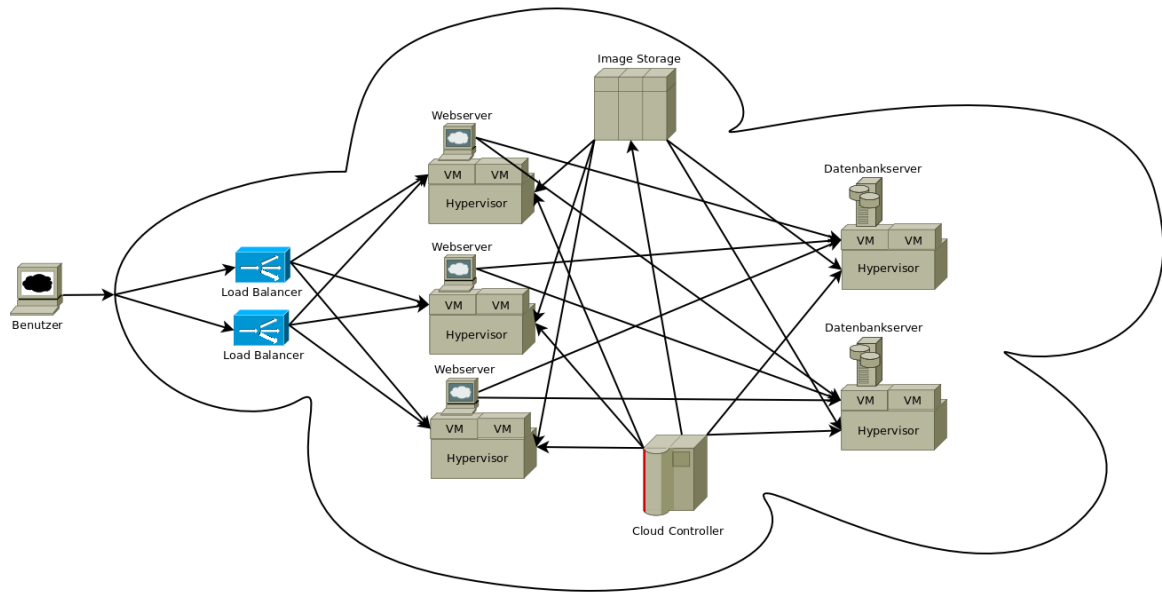 Image Storage
Webserver
VM VM
Hypervisor
Datenbankserver
VM VM
Hypervisor
Webserver
VM VM
Hypervisor
Load Balancer
Benutzer
Load Balancer
Datenbankserver
VM VM
Hypervisor
Webserver
VM VM
Hypervisor
Cloud Controller